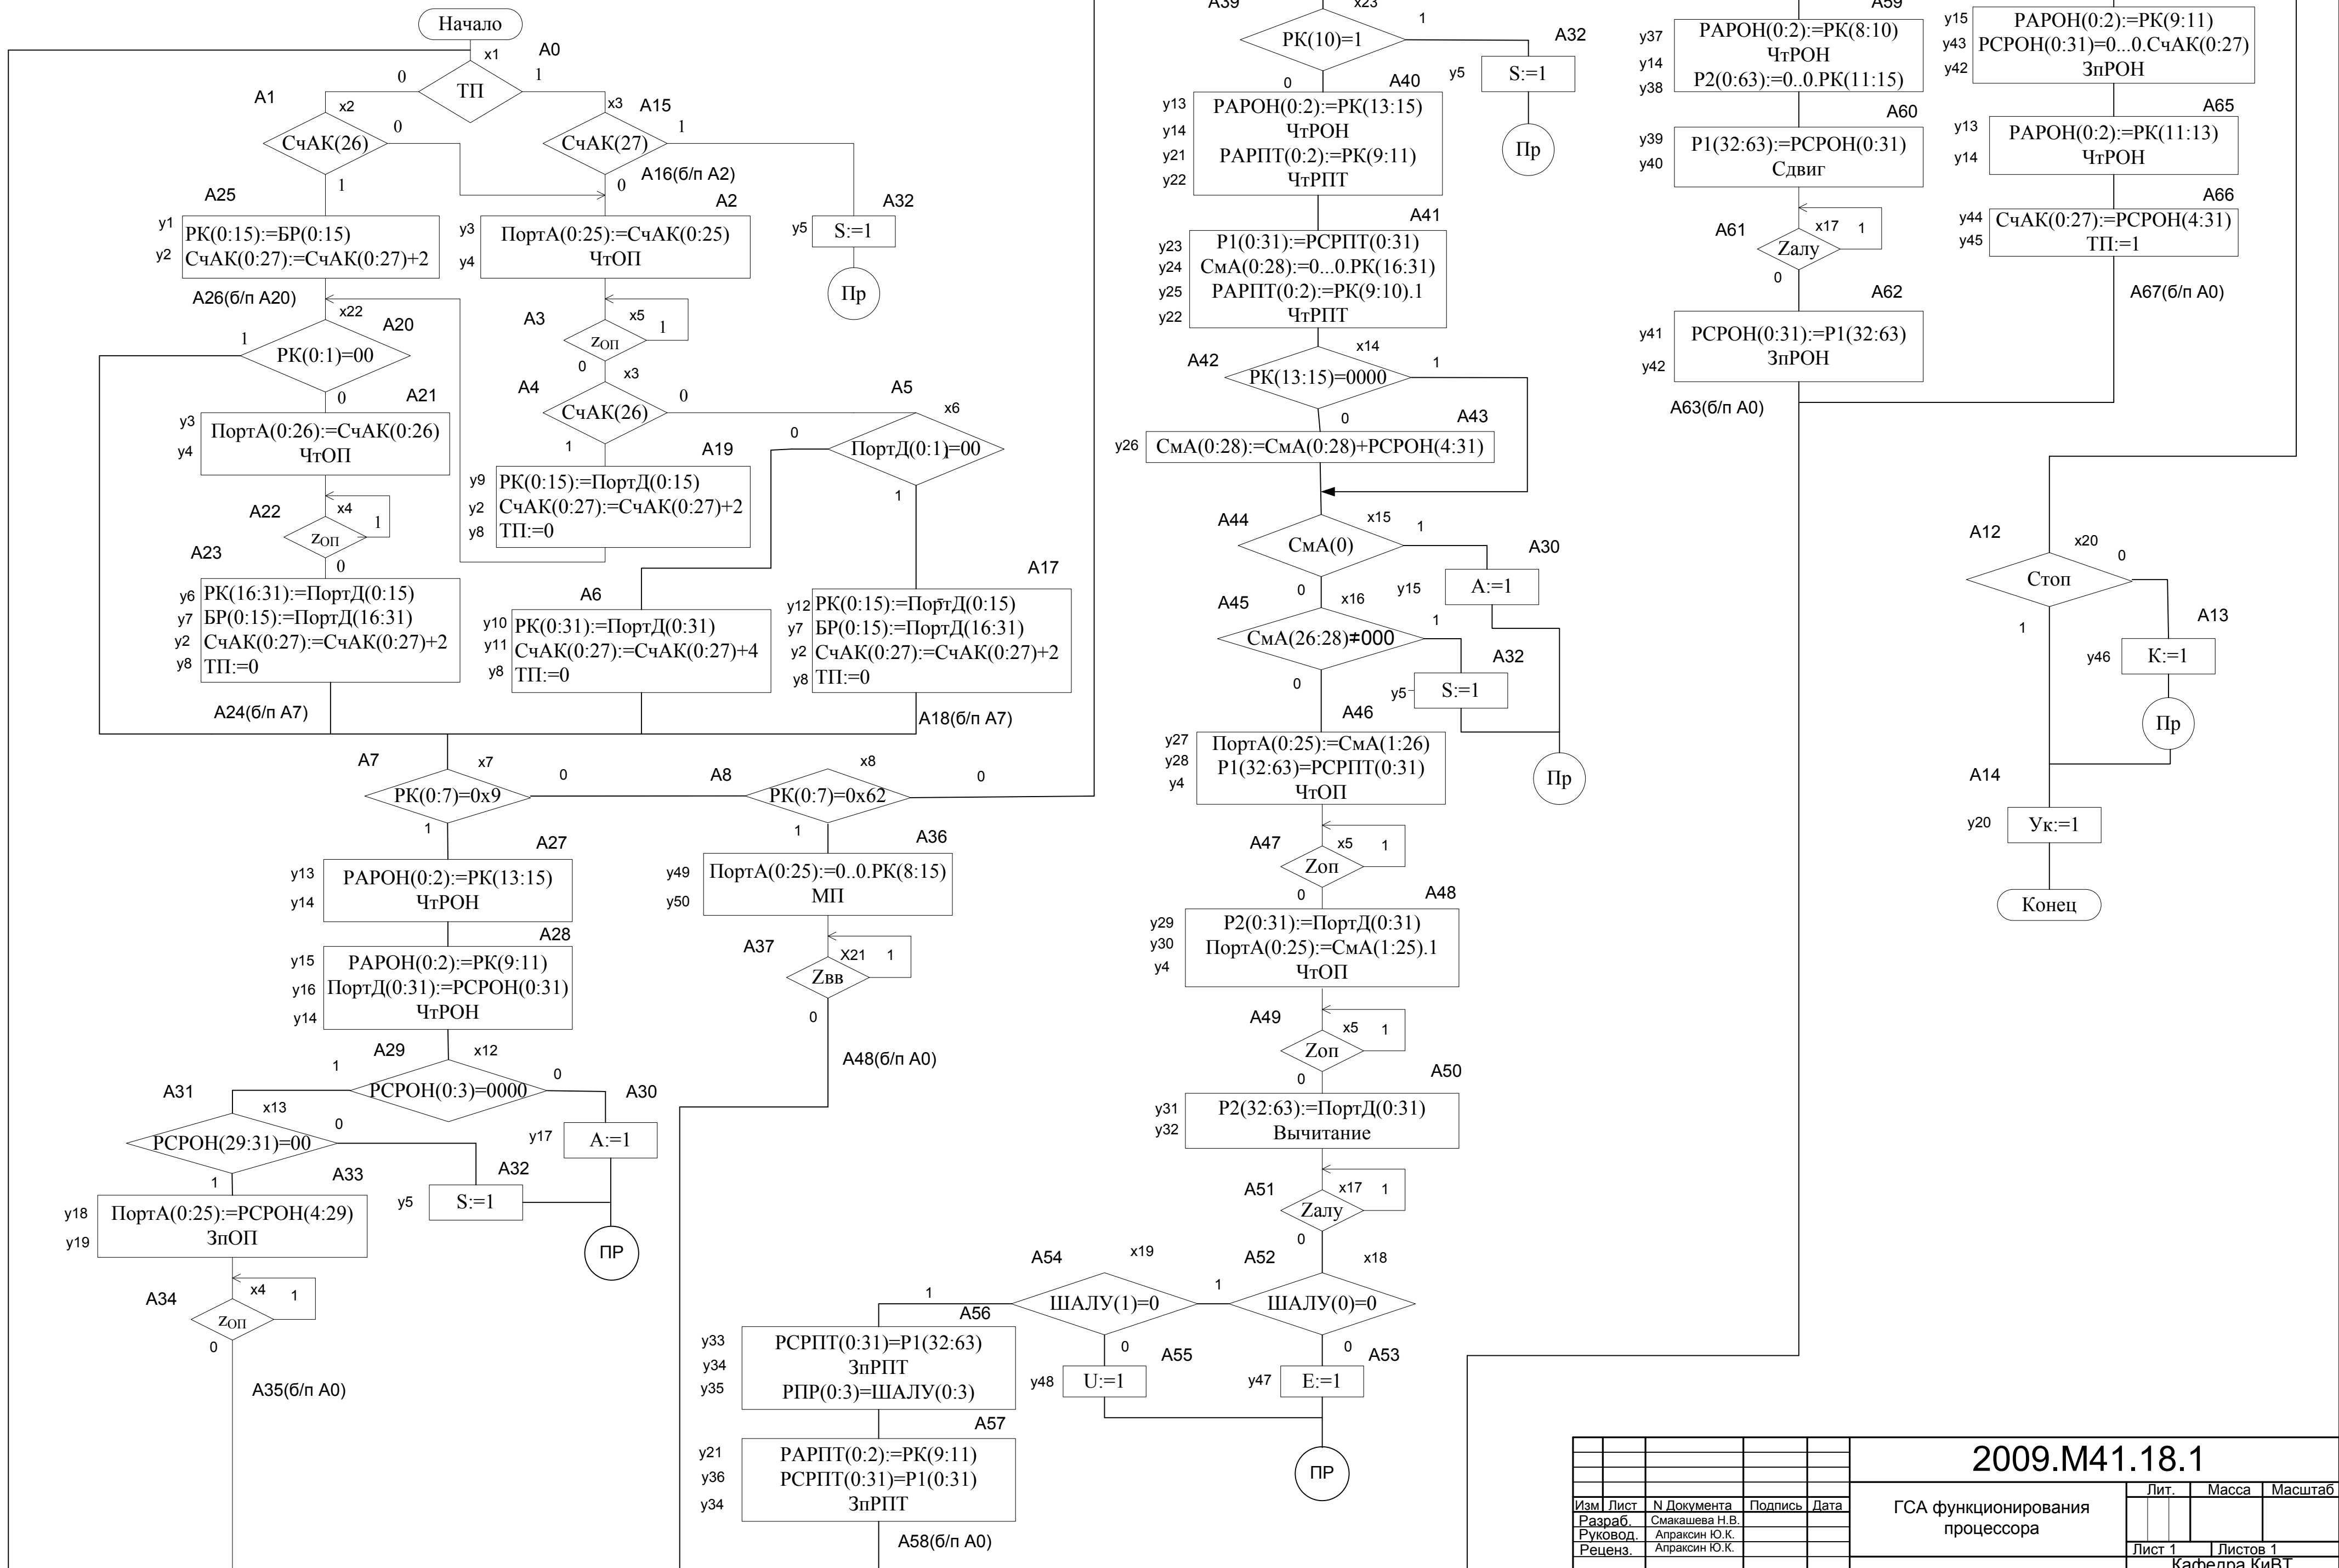 Начало
x1
A0
ТП
0
1
A1
x2
СчАК(26)
0
1
x3
A15
СчАК(27)
1
0
A16(б/п A2)
A25
y1
y2
РК(0:15):=БР(0:15)
СчАК(0:27):=СчАК(0:27)+2
A26(б/п A20)
A2
y3
y4
ПортА(0:25):=СчАК(0:25)
ЧтОП
A32
y5
S:=1
Пр
x22
A20
1
РК(0:1)=00
0
A21
y3
y4
ПортА(0:26):=СчАК(0:26)
ЧтОП
A22
x4
1
zОП
0
A23
y6
y7
y2
y8
РК(16:31):=ПортД(0:15)
БР(0:15):=ПортД(16:31)
СчАК(0:27):=СчАК(0:27)+2
ТП:=0
A24(б/п A7)
A3
x5
1
zОП
0
A4
x3
СчАК(26)
0
1
A5
x6
ПортД(0:1)=00
0
1
A19
y9
y2
y8
РК(0:15):=ПортД(0:15)
СчАК(0:27):=СчАК(0:27)+2
ТП:=0
A6
y10
y11
y8
РК(0:31):=ПортД(0:31)
СчАК(0:27):=СчАК(0:27)+4
ТП:=0
A17
y12
y7
y2
y8
РК(0:15):=ПортД(0:15)
БР(0:15):=ПортД(16:31)
СчАК(0:27):=СчАК(0:27)+2
ТП:=0
A18(б/п A7)
A7
x7
РК(0:7)=0x9
0
1
A8
x8
РК(0:7)=0x62
0
1
A27
y13
y14
РАРОН(0:2):=РК(13:15)
ЧтРОН
A28
y15
y16
y14
РАРОН(0:2):=РК(9:11)
ПортД(0:31):=РСРОН(0:31)
ЧтРОН
A29
x12
1
0
РСРОН(0:3)=0000
A31
x13
0
РСРОН(29:31)=00
1
A30
y17
A:=1
A32
y5
S:=1
ПР
A33
y18
y19
ПортА(0:25):=РСРОН(4:29)
ЗпОП
A34
x4
1
zОП
0
A35(б/п A0)
A36
y49
y50
ПортА(0:25):=0..0.РК(8:15)
МП
A37
X21
1
Zвв
0
A48(б/п A0)
A39
x23
РК(10)=1
1
0
A32
y5
S:=1
Пр
A40
y13
y14
y21
y22
РАРОН(0:2):=РК(13:15)
ЧтРОН
РАРПТ(0:2):=РК(9:11)
ЧтРПТ
A41
y23
y24
y25
y22
Р1(0:31):=РСРПТ(0:31)
СмА(0:28):=0...0.РК(16:31)
РАРПТ(0:2):=РК(9:10).1
ЧтРПТ
A42
x14
1
РК(13:15)=0000
0
A43
y26
СмА(0:28):=СмА(0:28)+РСРОН(4:31)
A44
x15
1
СмА(0)
0
A30
y15
A:=1
A45
x16
1
СмА(26:28)≠000
0
A32
y5
S:=1
Пр
A46
y27
y28
y4
ПортА(0:25):=СмА(1:26)
Р1(32:63)=РСРПТ(0:31)
ЧтОП
A47
x5
1
Zоп
0
A48
y29
y30
y4
Р2(0:31):=ПортД(0:31)
ПортА(0:25):=СмА(1:25).1
ЧтОП
A49
x5
1
Zоп
0
A50
y31
y32
Р2(32:63):=ПортД(0:31)
Вычитание
A51
x17
1
Zалу
0
A52
x18
ШАЛУ(0)=0
1
0
A54
x19
ШАЛУ(1)=0
1
0
A53
y47
E:=1
A55
y48
U:=1
ПР
A56
y33
y34
y35
РСРПТ(0:31)=Р1(32:63)
ЗпРПТ
РПР(0:3)=ШАЛУ(0:3)
A57
y21
y36
y34
РАРПТ(0:2):=РК(9:11)
РСРПТ(0:31)=Р1(0:31)
ЗпРПТ
A58(б/п A0)
A59
y37
y14
y38
РАРОН(0:2):=РК(8:10)
ЧтРОН
Р2(0:63):=0..0.РК(11:15)
A60
y39
y40
Р1(32:63):=РСРОН(0:31)
Сдвиг
A61
x17
1
Zалу
0
A62
y41
y42
РСРОН(0:31):=Р1(32:63)
ЗпРОН
A63(б/п A0)
y15
y43
y42
РАРОН(0:2):=РК(9:11)
РСРОН(0:31)=0...0.СчАК(0:27)
ЗпРОН
A65
y13
y14
РАРОН(0:2):=РК(11:13)
ЧтРОН
A66
y44
y45
СчАК(0:27):=РСРОН(4:31)
ТП:=1
A67(б/п A0)
A12
x20
0
Стоп
1
A13
y46
К:=1
Пр
A14
y20
Ук:=1
Конец
2009.М41.18.1
ГСА функционирования
процессора
Лит. Масса Масштаб
Изм Лист N Документа Подпись Дата
Разраб. Смакашева Н.В.
Руковод. Апраксин Ю.К.
Реценз. Апраксин Ю.К.
Лист 1 Листов 1
Кафедра КиВТ